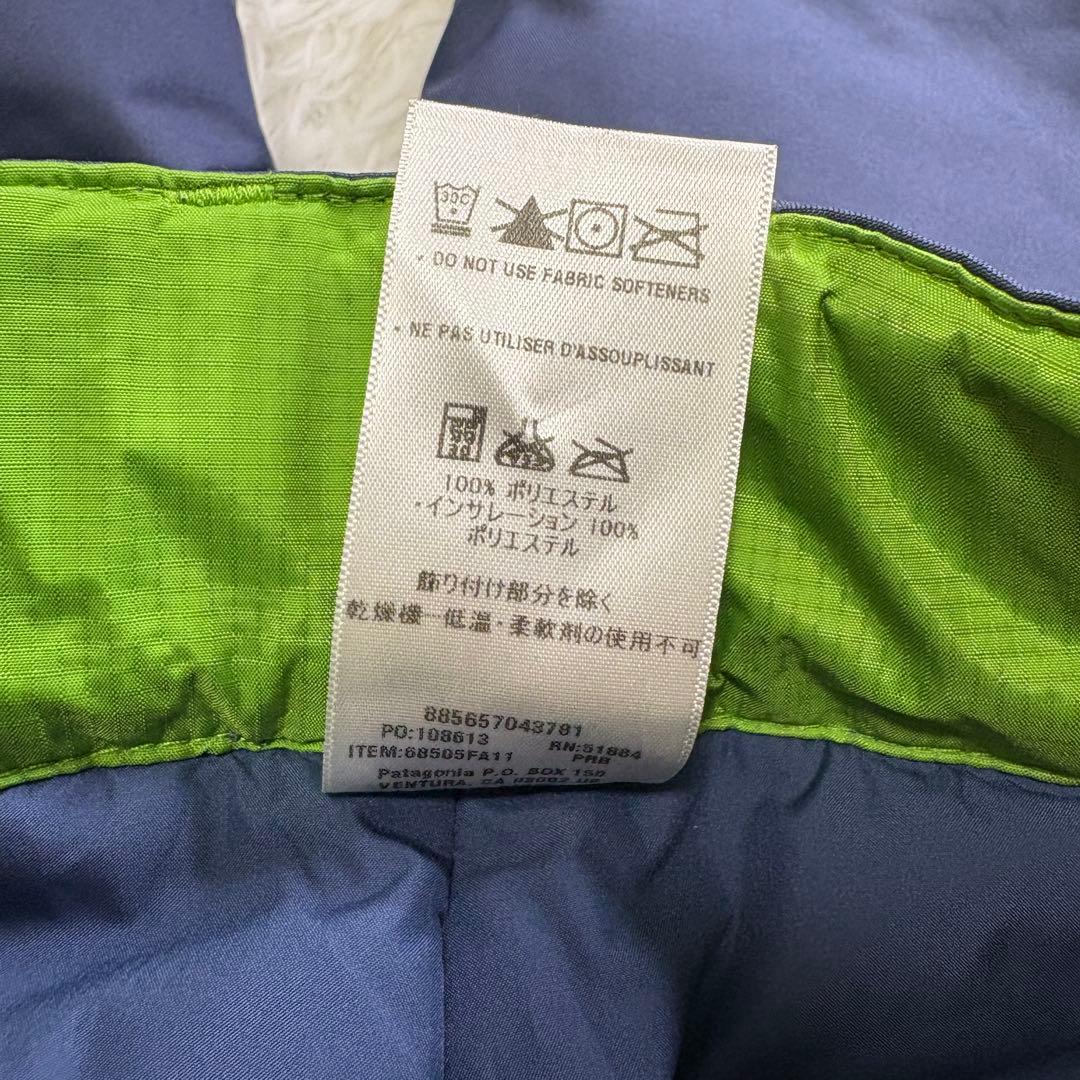 30C
• DO NOT USE FABRIC SOFTENERS
• NE PAS UTILISER D'ASSOUPLISSANT
100% ポリエステル
・インサレーション 100%
ポリエステル
飾り付け部分を除く
乾燥機ー低温・柔軟剤の使用不可
885657043781
PO:108613 RN:51884
ITEM:68505FA11 PRB
Patagonia P.O. BOX 150
VENTURA, CA 93002 US